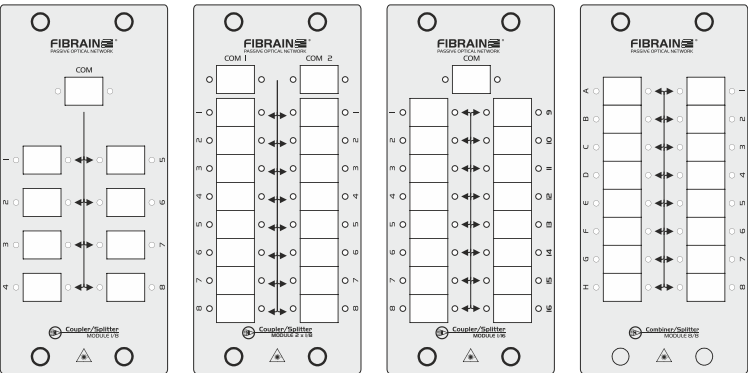 FIBRAIN®
PASSIVE OPTICAL NETWORK
COM
1 5
2 6
3 7
4 8
Coupler/Splitter
MODULE 1/8
FIBRAIN®
PASSIVE OPTICAL NETWORK
COM 1 COM 2
1 1
2 2
3 3
4 4
5 5
6 6
7 7
8 8
Coupler/Splitter
MODULE 2 x 1/8
FIBRAIN®
PASSIVE OPTICAL NETWORK
COM
1 9
2 10
3 11
4 12
5 13
6 14
7 15
8 16
Coupler/Splitter
MODULE 1/16
FIBRAIN®
PASSIVE OPTICAL NETWORK
A 1
B 2
C 3
D 4
E 5
F 6
G 7
H 8
Combiner/Splitter
MODULE 8/8